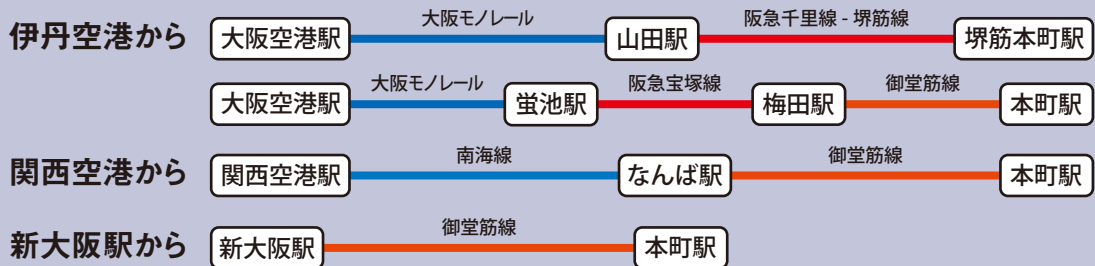 大阪モノレール 阪急千里線 - 堺筋線
伊丹空港から 大阪空港駅 山田駅 堺筋本町駅
大阪モノレール 阪急宝塚線 御堂筋線
大阪空港駅 蛍池駅 梅田駅 本町駅
南海線 御堂筋線
関西空港から 関西空港駅 なんば駅 本町駅
御堂筋線
新大阪駅から 新大阪駅 本町駅